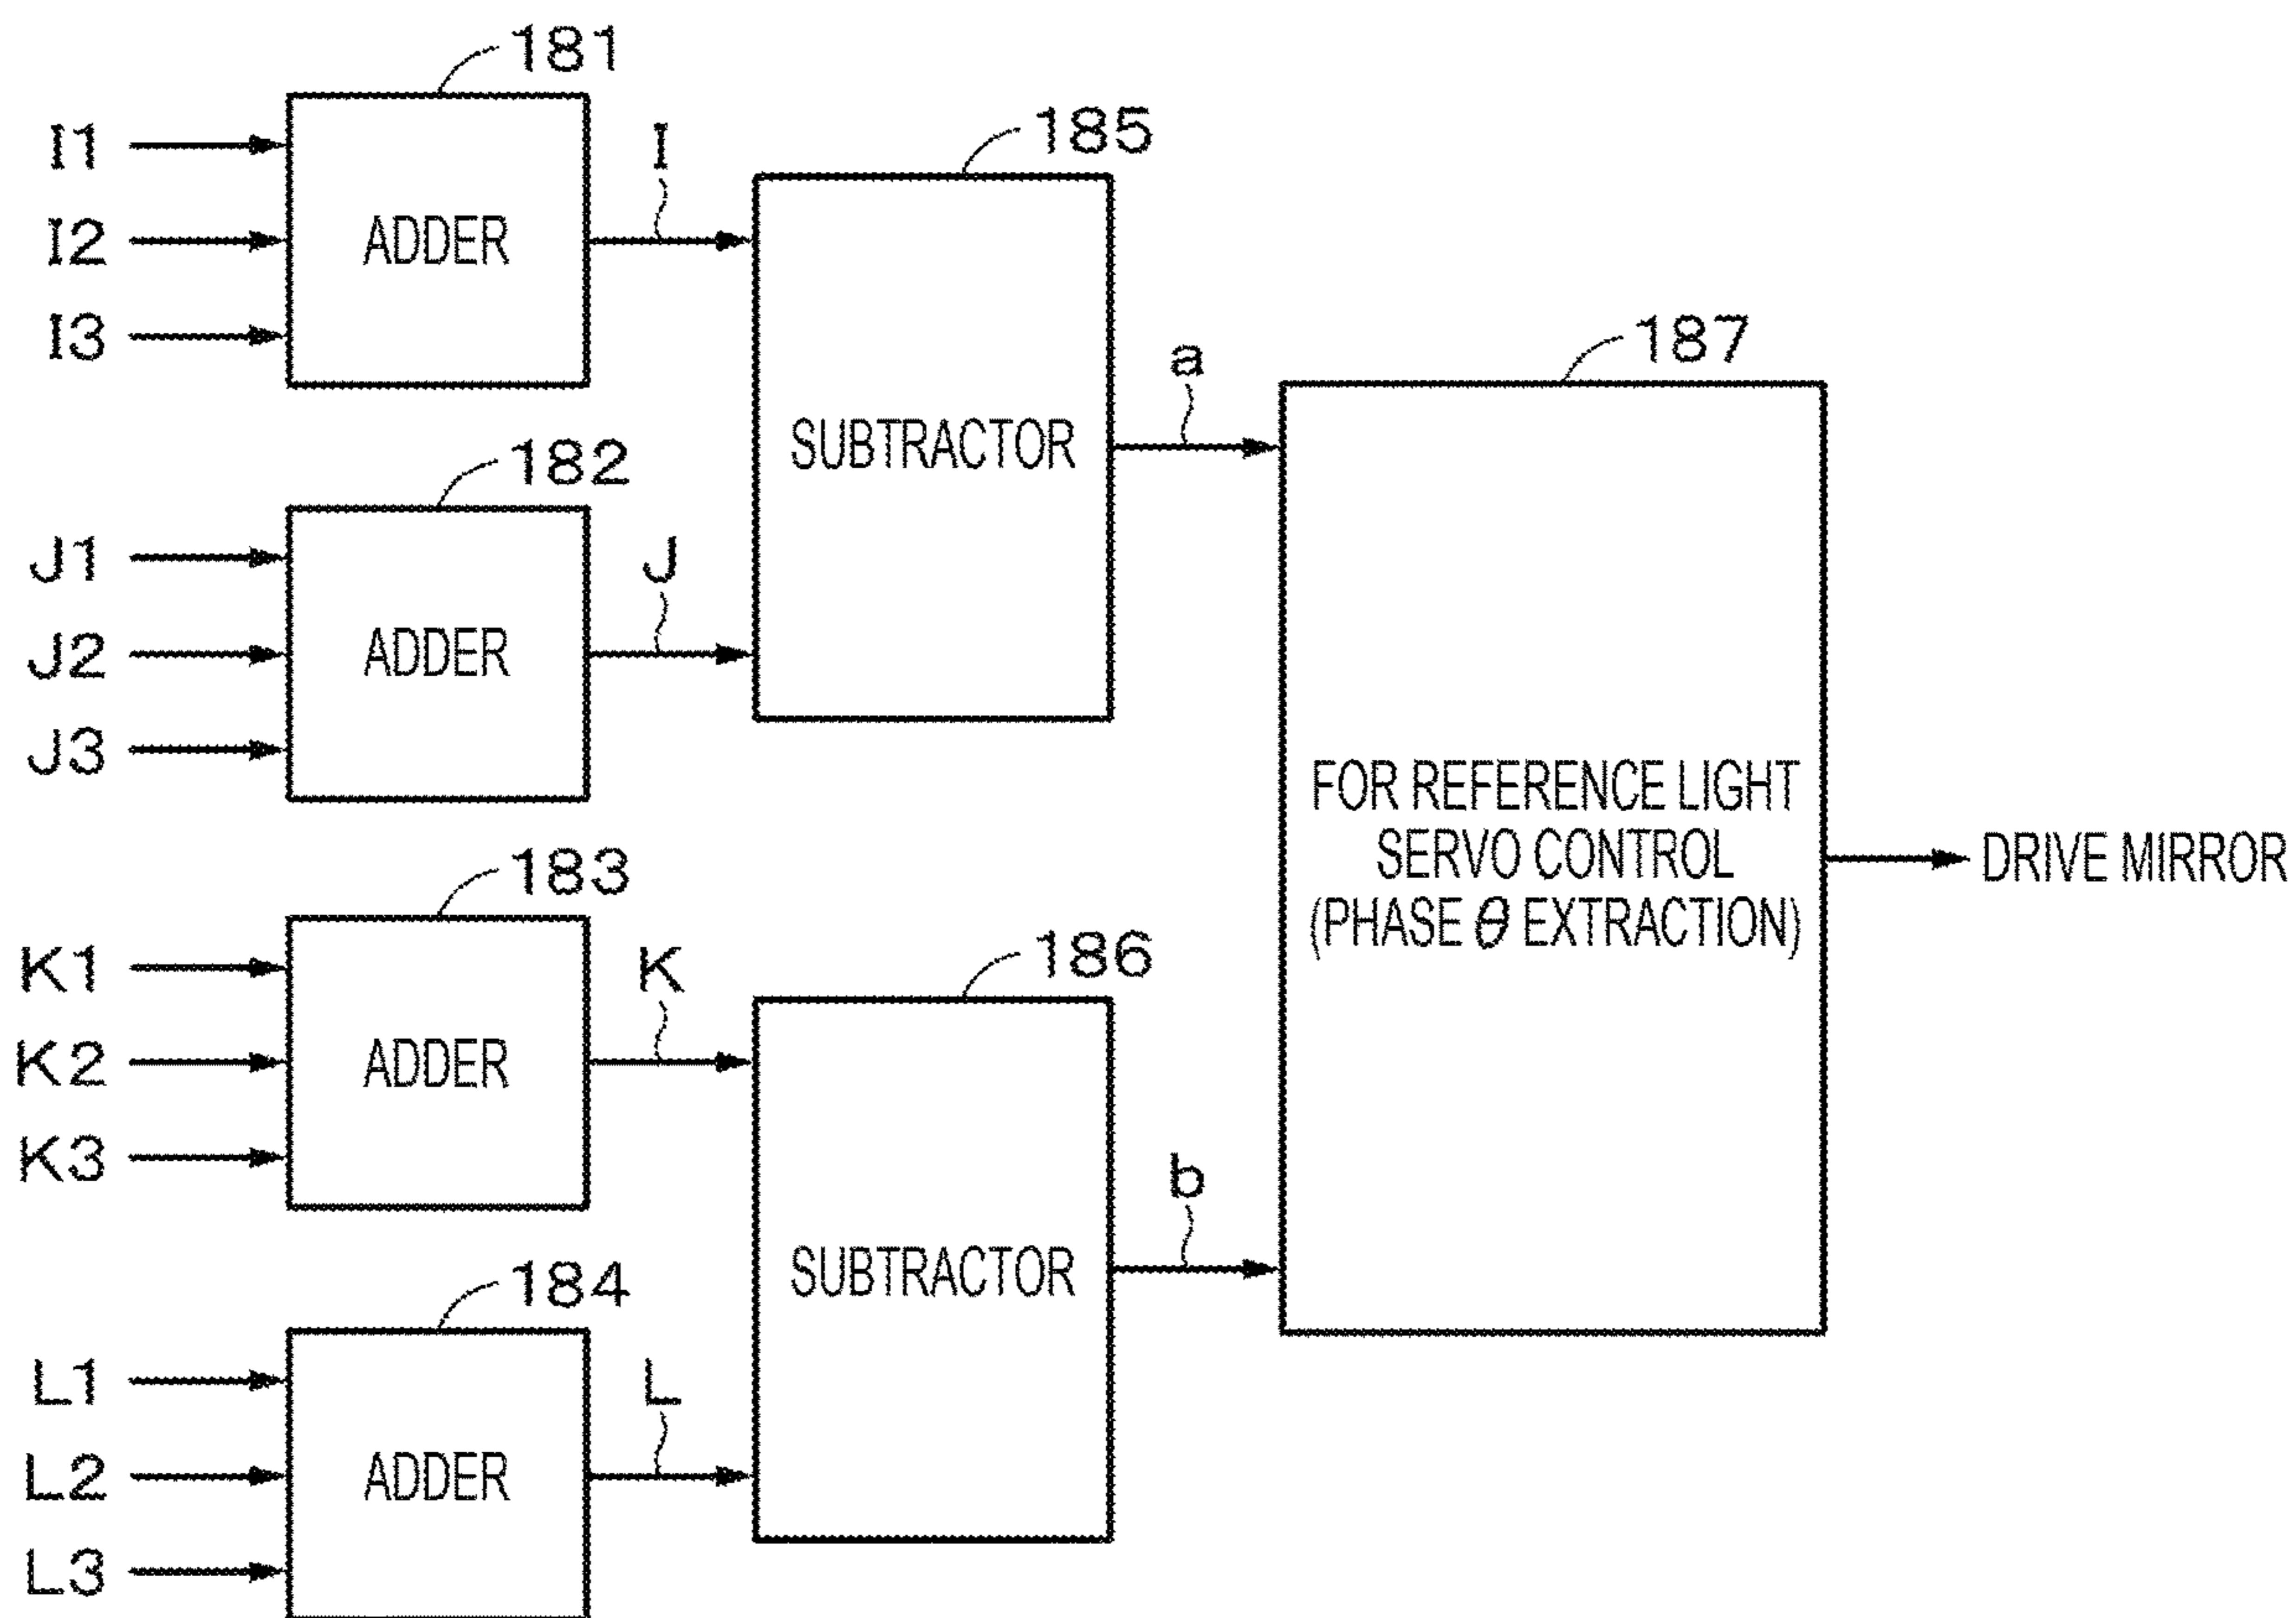 181
I1
I2
I3
ADDER
I
185
SUBTRACTOR
a
187
182
J1
J2
J3
ADDER
J
FOR REFERENCE LIGHT
SERVO CONTROL
(PHASE θ EXTRACTION)
DRIVE MIRROR
183
K1
K2
K3
ADDER
K
186
SUBTRACTOR
b
184
L1
L2
L3
ADDER
L